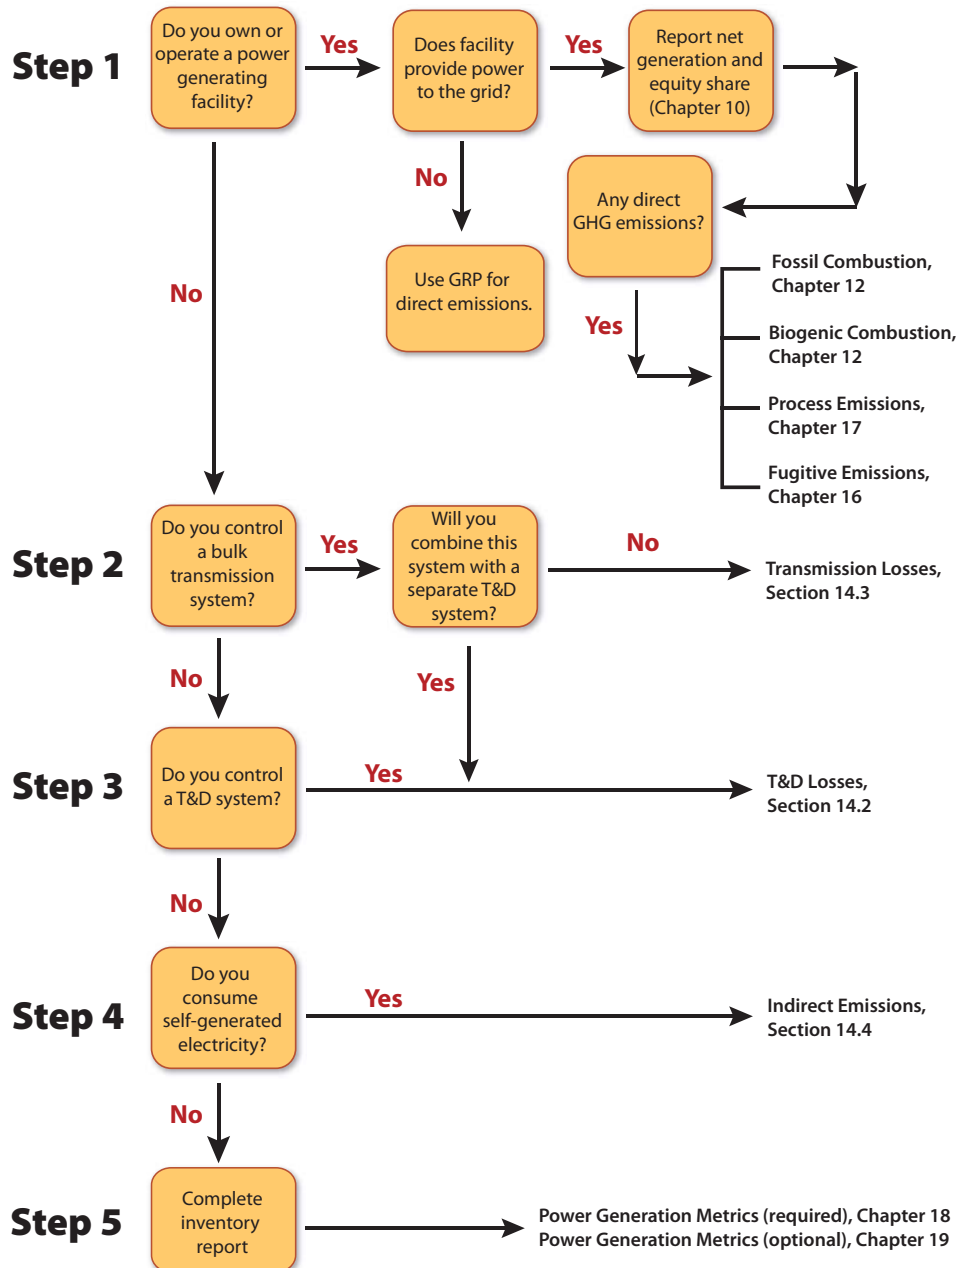 Step 1
Do you own or
operate a power
generating
facility?
Yes
Does facility
provide power
to the grid?
Yes
Report net
generation and
equity share
(Chapter 10)
No
Any direct
GHG emissions?
Use GRP for
direct emissions.
No
Yes
Fossil Combustion,
Chapter 12
Biogenic Combustion,
Chapter 12
Process Emissions,
Chapter 17
Fugitive Emissions,
Chapter 16
Step 2
Do you control
a bulk
transmission
system?
Yes
Will you
combine this
system with a
separate T&D
system?
No
Transmission Losses,
Section 14.3
No
Yes
Step 3
Do you control
a T&D system?
Yes
T&D Losses,
Section 14.2
No
Step 4
Do you
consume
self-generated
electricity?
Yes
Indirect Emissions,
Section 14.4
No
Step 5
Complete
inventory
report
Power Generation Metrics (required), Chapter 18
Power Generation Metrics (optional), Chapter 19